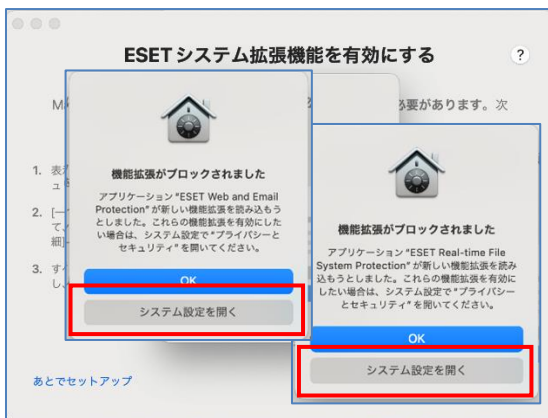 ESETシステム拡張機能を有効にする
?
M
必要があります。次
1. 表
2. [一
て、
細]
3. す
し、
機能拡張がブロックされました
アプリケーション"ESET Web and Email
Protection"が新しい機能拡張を読み込もう
としました。これらの機能拡張を有効にした
い場合は、システム設定で"プライバシーと
セキュリティ"を開いてください。
OK
システム設定を開く
機能拡張がブロックされました
アプリケーション"ESET Real-time File
System Protection"が新しい機能拡張を読み
込もうとしました。これらの機能拡張を有効に
したい場合は、システム設定で"プライバシー
とセキュリティ"を開いてください。
OK
システム設定を開く
あとでセットアップ